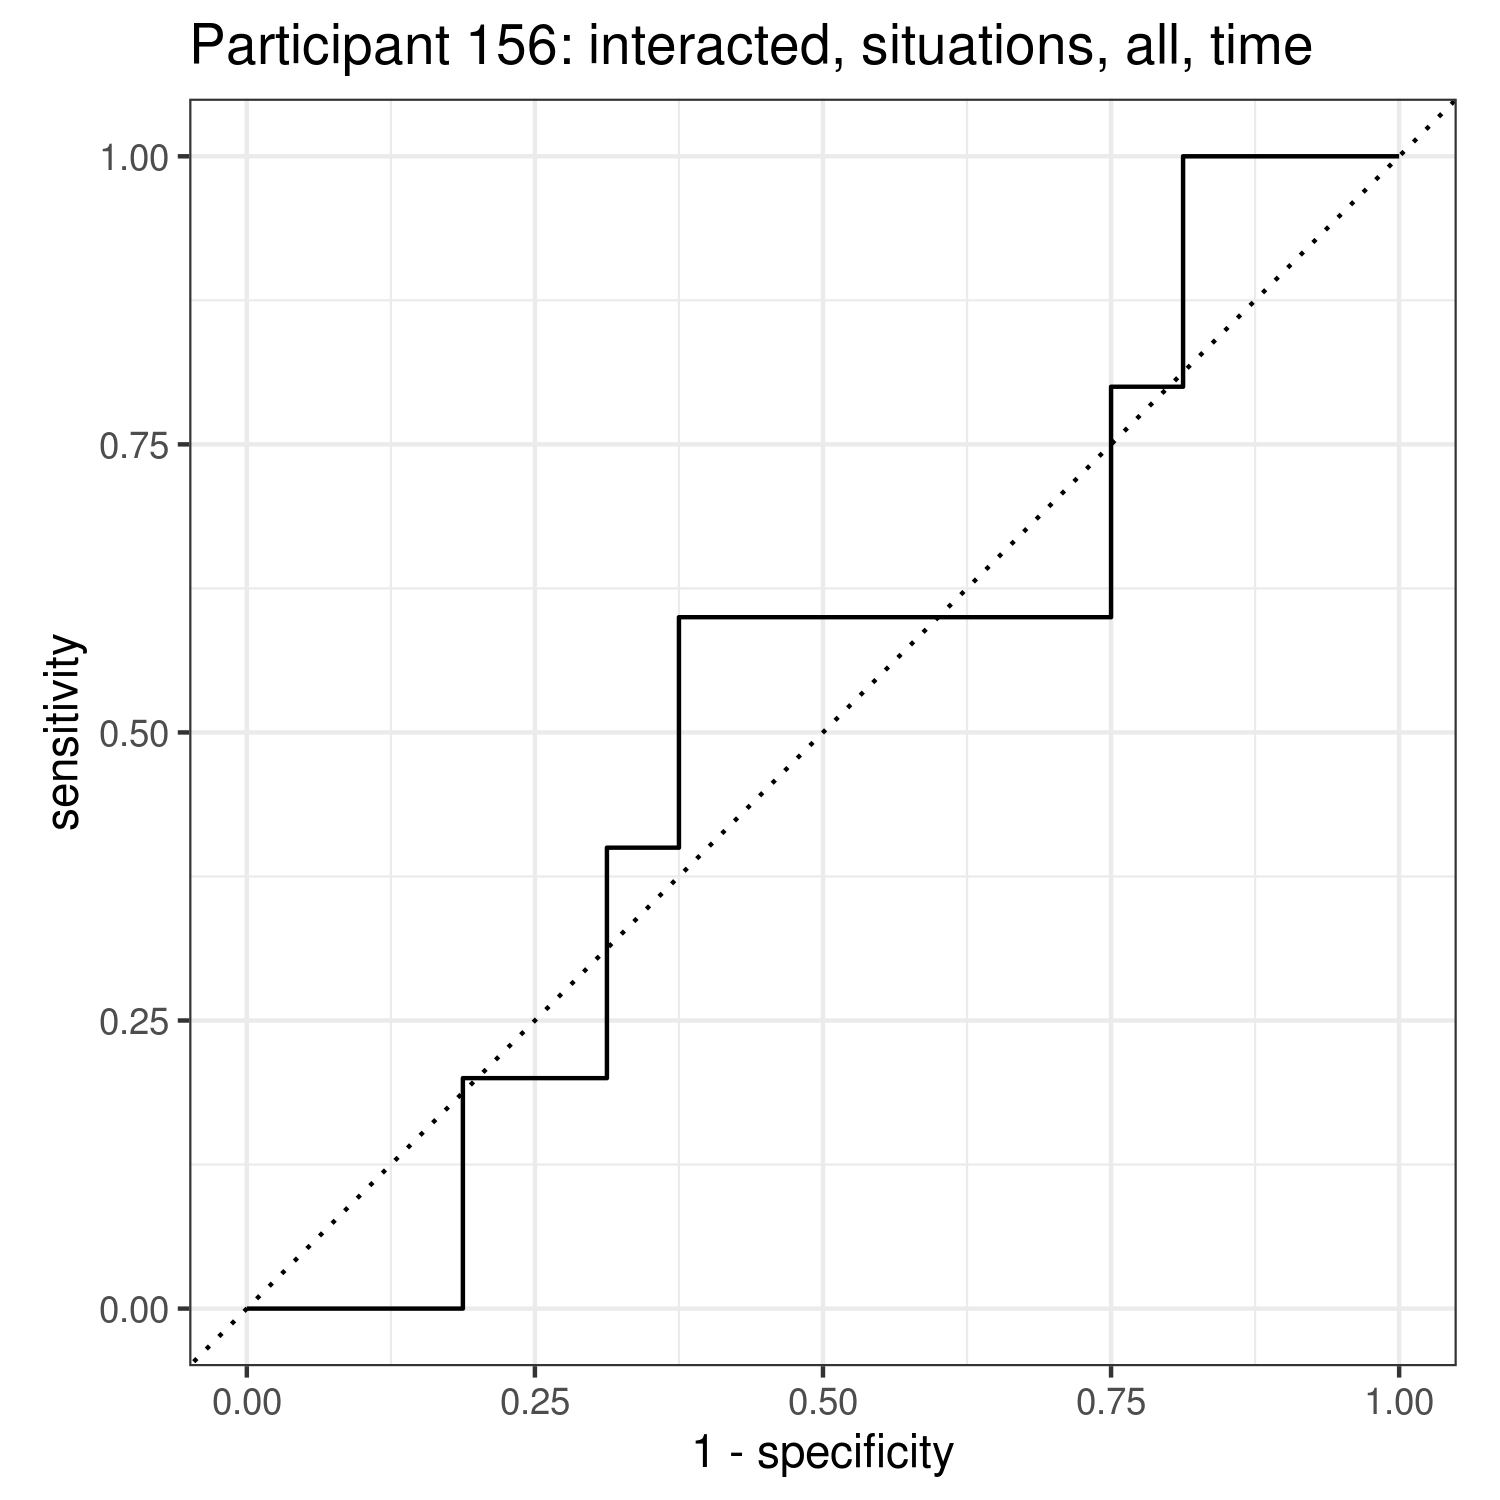 Participant 156: interacted, situations, all, time
1.00
0.75
0.50
0.25
0.00
sensitivity
0.00 0.25 0.50 0.75 1.00
1 - specificity